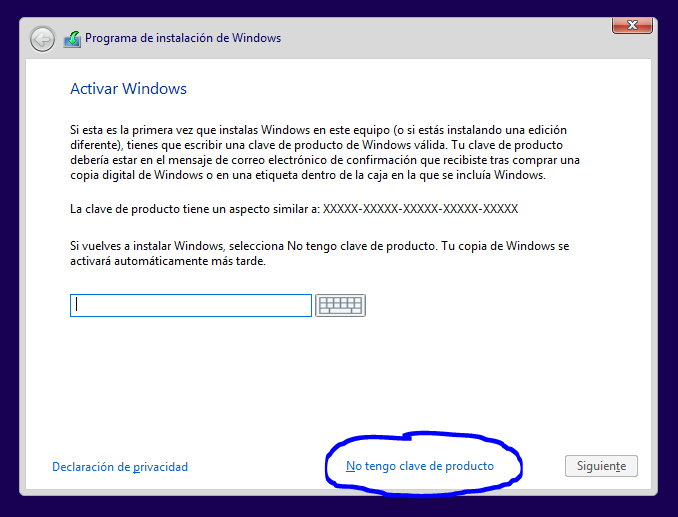 Programa de instalación de Windows
Activar Windows
Si esta es la primera vez que instalas Windows en este equipo (o si estás instalando una edición
diferente), tienes que escribir una clave de producto de Windows válida. Tu clave de producto
debería estar en el mensaje de correo electrónico de confirmación que recibiste tras comprar una
copia digital de Windows o en una etiqueta dentro de la caja en la que se incluía Windows.
La clave de producto tiene un aspecto similar a: XXXXX-XXXXX-XXXXX-XXXXX-XXXXX
Si vuelves a instalar Windows, selecciona No tengo clave de producto. Tu copia de Windows se
activará automáticamente más tarde.
Declaración de privacidad
No tengo clave de producto
Siguiente